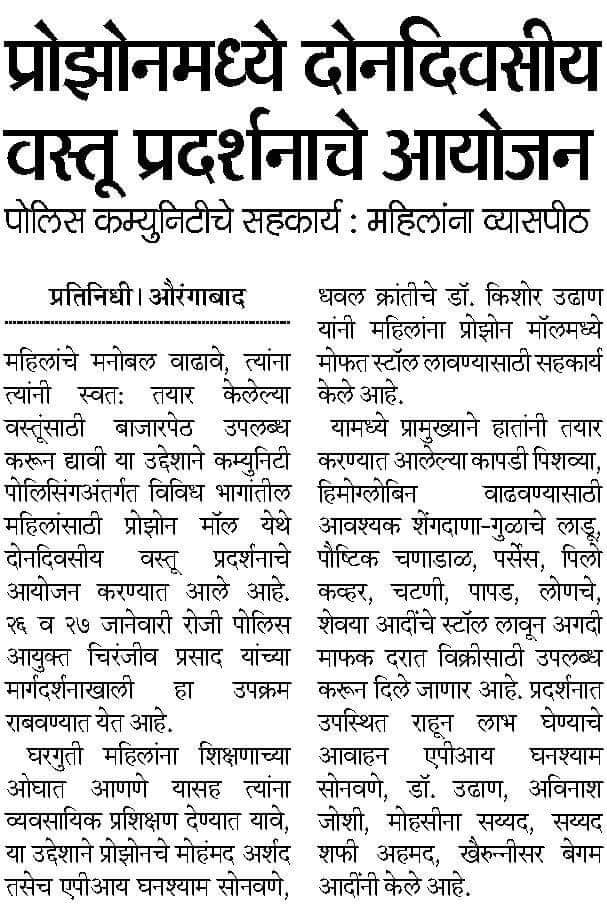 प्रोझोनमध्ये दोनदिवसीय
वस्तू प्रदर्शनाचे आयोजन
पोलिस कम्युनिटीचे सहकार्य : महिलांना व्यासपीठ
प्रतिनिधी। औरंगाबाद
महिलांचे मनोबल वाढावे, त्यांना
त्यांनी स्वत: तयार केलेल्या
वस्तूंसाठी बाजारपेठ उपलब्ध
करून द्यावी या उद्देशाने कम्युनिटी
पोलिसिंगअंतर्गत विविध भागांतील
महिलांसाठी प्रोझोन मॉल येथे
दोनदिवसीय वस्तू प्रदर्शनाचे
आयोजन करण्यात आले आहे.
२६ व २७ जानेवारी रोजी पोलिस
आयुक्त चिरंजीव प्रसाद यांच्या
मार्गदर्शनाखाली हा उपक्रम
राबवण्यात येत आहे.
घरगुती महिलांना शिक्षणाच्या
ओघात आणणे यासह त्यांना
व्यवसायिक प्रशिक्षण देण्यात यावे,
या उद्देशाने प्रोझोनचे मोहंमद अर्शद
तसेच एपीआय घनश्याम सोनवणे,
धवल क्रांतीचे डॉ. किशोर उढाण
यांनी महिलांना प्रोझोन मॉलमध्ये
मोफत स्टॉल लावण्यासाठी सहकार्य
केले आहे.
यामध्ये प्रामुख्याने हातांनी तयार
करण्यात आलेल्या कापडी पिशव्या,
हिमोग्लोबिन वाढवण्यासाठी
आवश्यक शेंगदाणा-गुळाचे लाडू,
पौष्टिक चणाडाळ, पर्सेस, पिलो
कव्हर, चटणी, पापड, लोणचे,
शेवया आदींचे स्टॉल लावून अगदी
माफक दरात विक्रीसाठी उपलब्ध
करून दिले जाणार आहे. प्रदर्शनात
उपस्थित राहून लाभ घेण्याचे
आवाहन एपीआय घनश्याम
सोनवणे, डॉ. उढाण, अविनाश
जोशी, मोहसीना सय्यद, सय्यद
शफी अहमद, खैरुन्नीसर बेगम
आदींनी केले आहे.